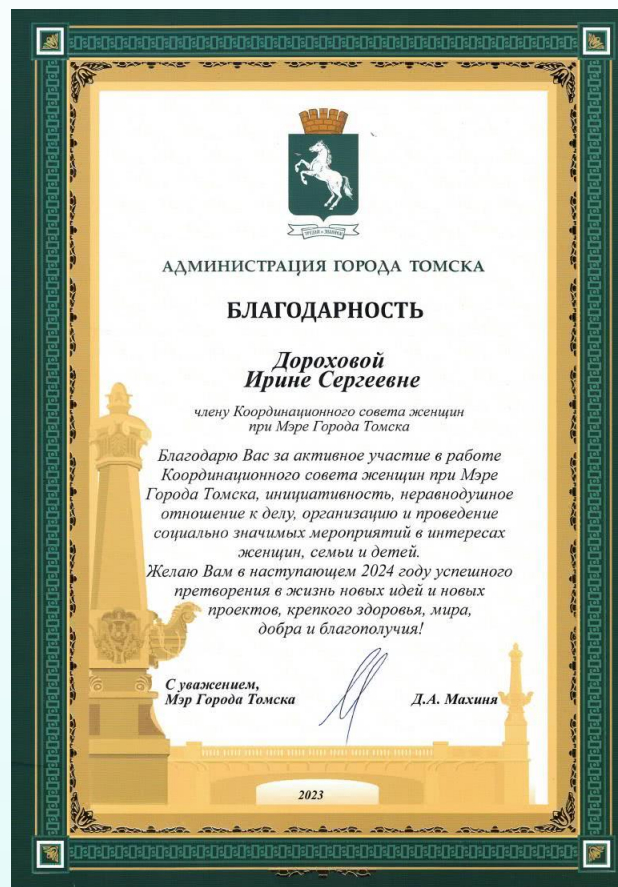 ТРУДОМ и ЗНАНИЕМ
АДМИНИСТРАЦИЯ ГОРОДА ТОМСКА
БЛАГОДАРНОСТЬ
Дороховой
Ирине Сергеевне
члену Координационного совета женщин
при Мэре Города Томска
Благодарю Вас за активное участие в работе
Координационного совета женщин при Мэре
Города Томска, инициативность, неравнодушное
отношение к делу, организацию и проведение
социально значимых мероприятий в интересах
женщин, семьи и детей.
Желаю Вам в наступающем 2024 году успешного
претворения в жизнь новых идей и новых
проектов, крепкого здоровья, мира,
добра и благополучия!
С уважением,
Мэр Города Томска
Д.А. Махиня
2023